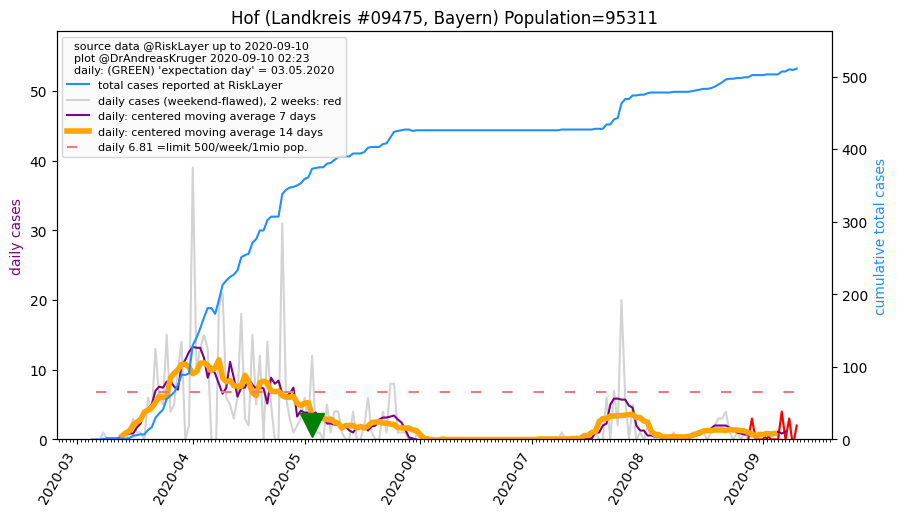 Hof (Landkreis #09475, Bayern) Population=95311
source data @RiskLayer up to 2020-09-10
plot @DrAndreasKruger 2020-09-10 02:23
daily: (GREEN) 'expectation day' = 03.05.2020
total cases reported at RiskLayer
daily cases (weekend-flawed), 2 weeks: red
daily: centered moving average 7 days
daily: centered moving average 14 days
daily 6.81 =limit 500/week/1mio pop.
daily cases
50
40
30
20
10
0
cumulative total cases
500
400
300
200
100
0
2020-03
2020-04
2020-05
2020-06
2020-07
2020-08
2020-09